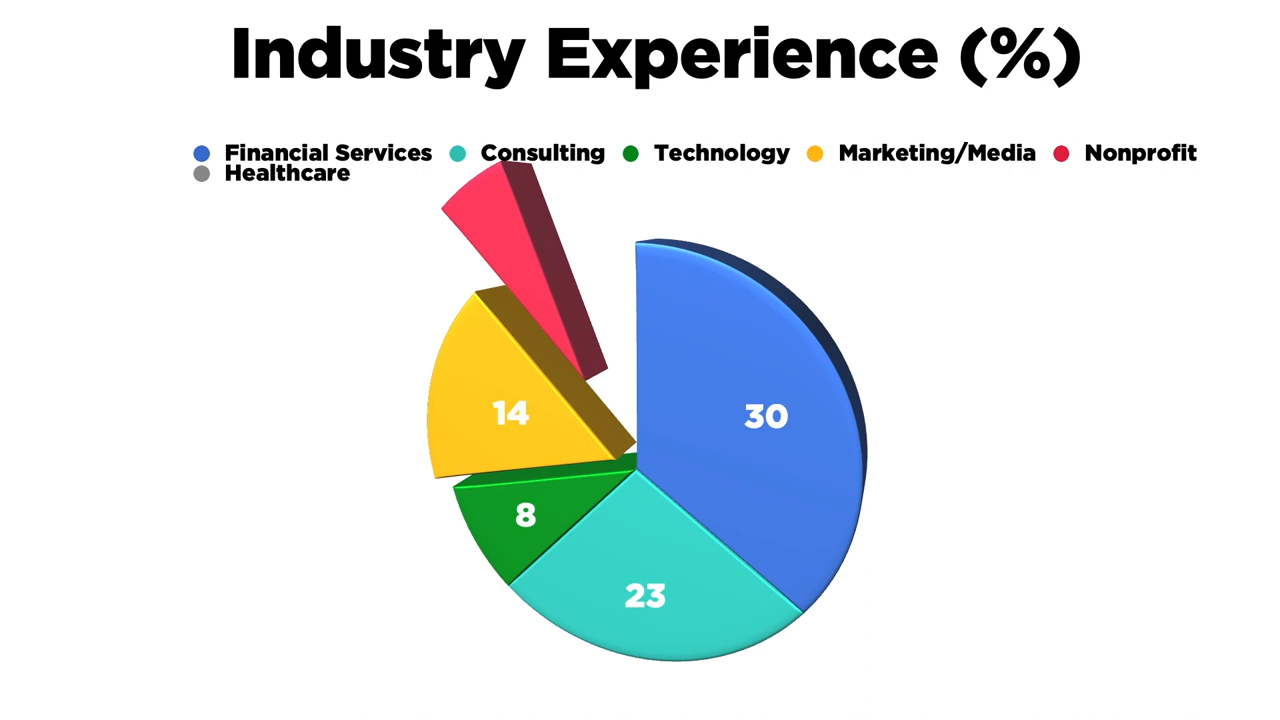 Industry Experience (%)
Financial Services Consulting Technology Marketing/Media Nonprofit
Healthcare
14
30
8
23